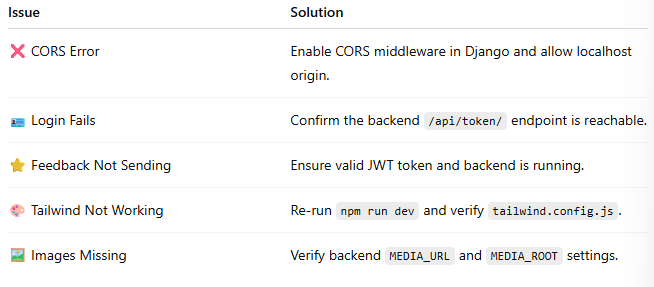 Issue Solution
❌ CORS Error Enable CORS middleware in Django and allow localhost
origin.
🪪 Login Fails Confirm the backend /api/token/ endpoint is reachable.
⭐ Feedback Not Sending Ensure valid JWT token and backend is running.
🎨 Tailwind Not Working Re-run npm run dev and verify tailwind.config.js.
🖼️ Images Missing Verify backend MEDIA_URL and MEDIA_ROOT settings.